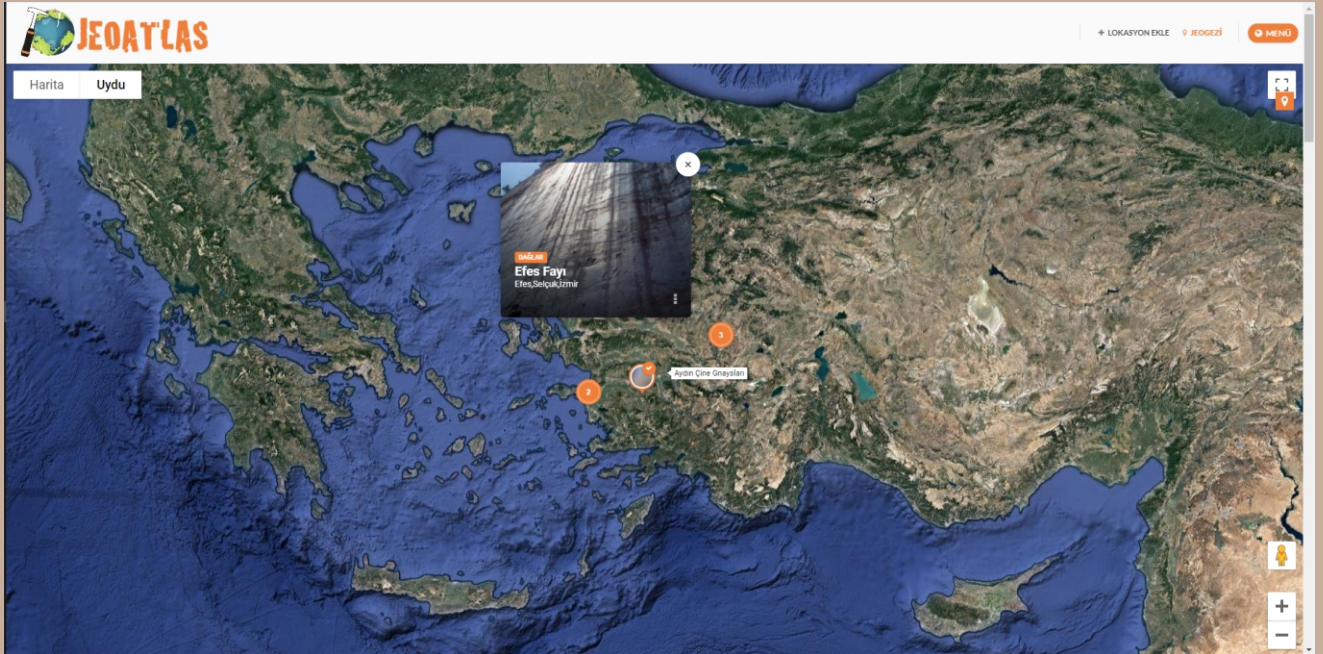 JEOATLAS
+ LOKASYON EKLE
JEOGEZİ
MENÜ
Harita
Uydu
DAĞLAR
Efes Fayı
Efes,Selçuk,İzmir
3
Aydın Çine Gnaysları
2